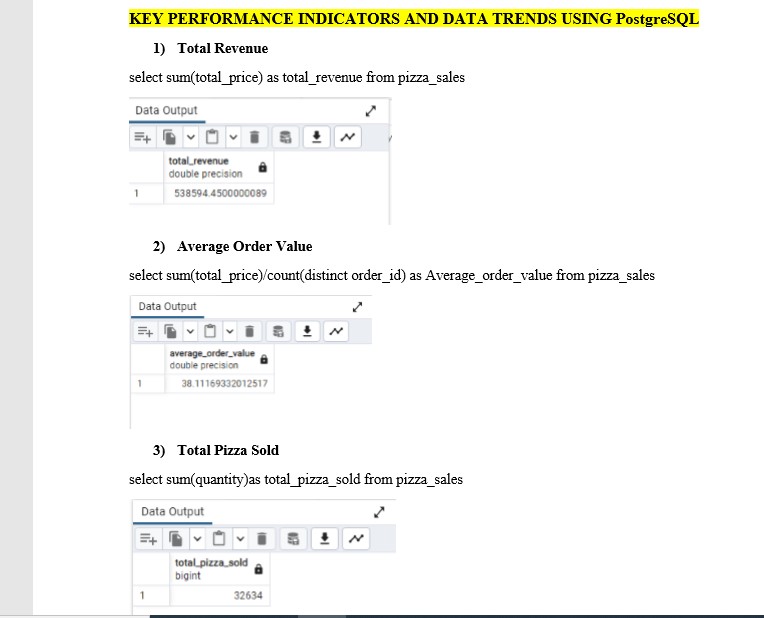 KEY PERFORMANCE INDICATORS AND DATA TRENDS USING PostgreSQL
1) Total Revenue
select sum(total_price) as total_revenue from pizza_sales
Data Output
total_revenue
double precision
1 538594.4500000089
2) Average Order Value
select sum(total_price)/count(distinct order_id) as Average_order_value from pizza_sales
Data Output
average_order_value
double precision
1 38.11169332012517
3) Total Pizza Sold
select sum(quantity)as total_pizza_sold from pizza_sales
Data Output
total_pizza_sold
bigint
1 32634